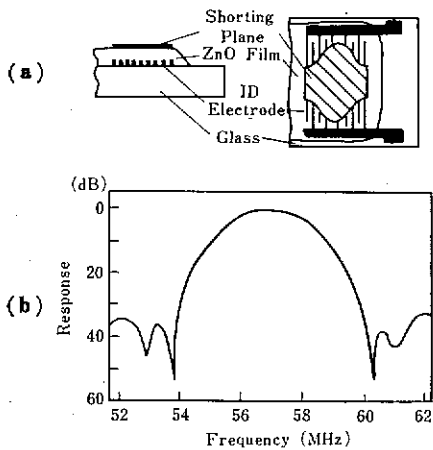 (a)
Shorting
Plane
ZnO Film
ID
Electrode
Glass
(b)
(dB)
0
20
40
60
Response
52
54
56
58
60
62
Frequency (MHz)